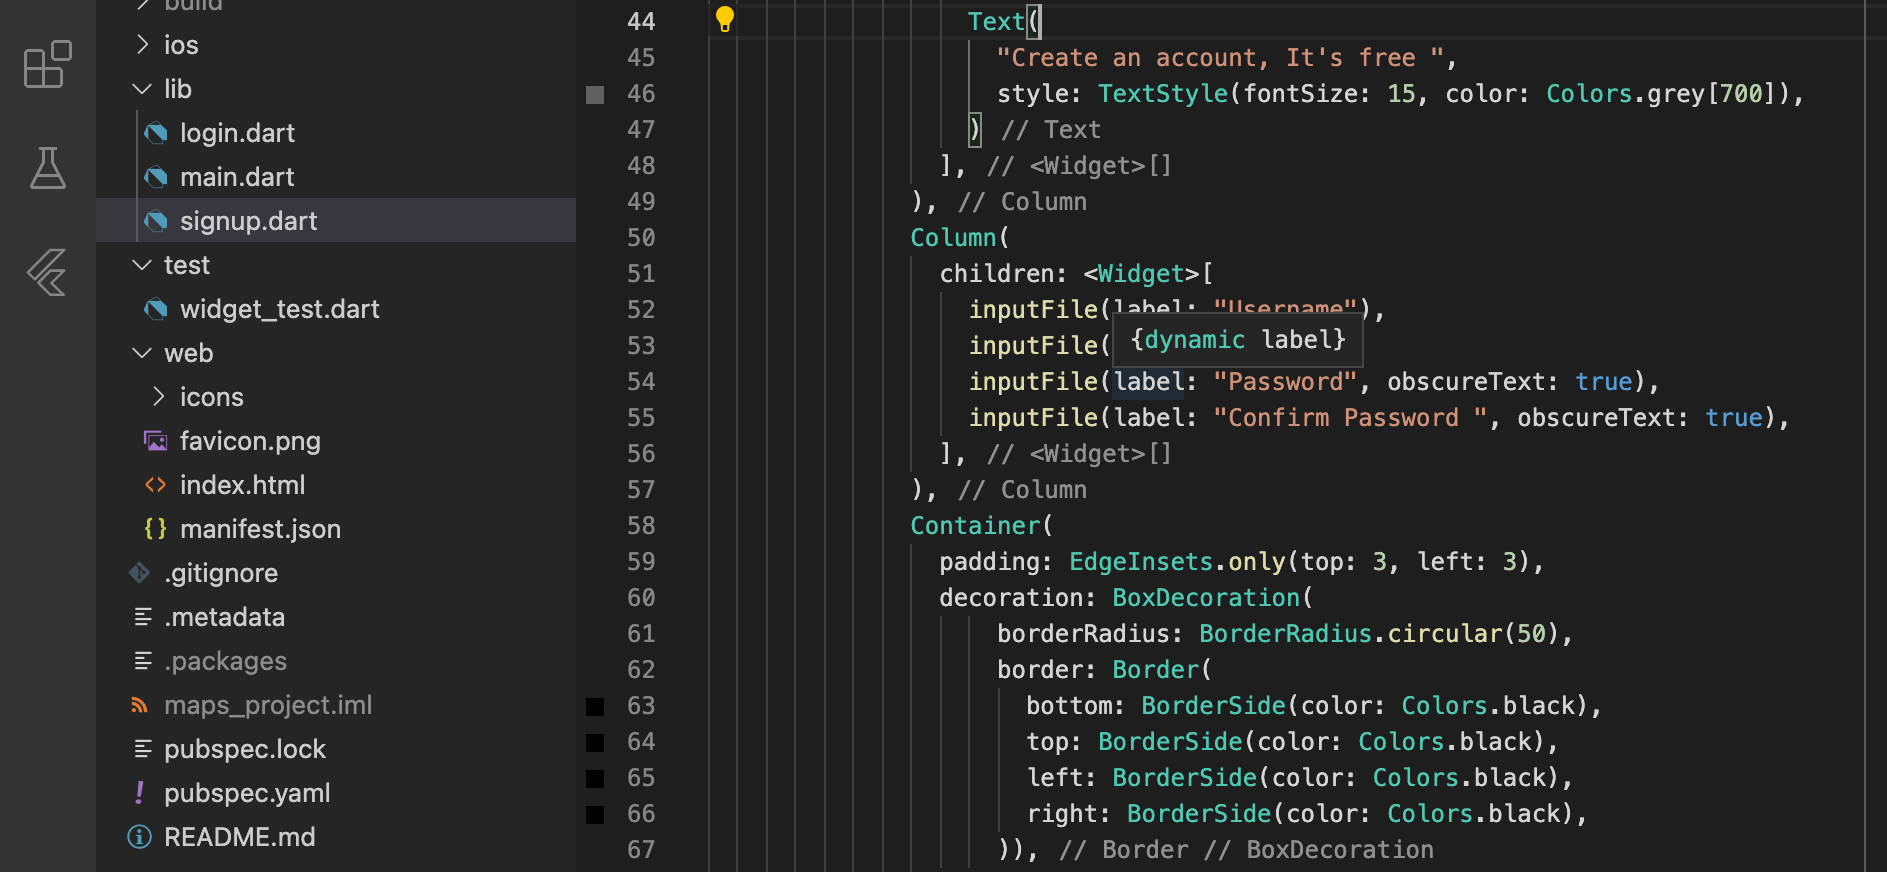 build
ios
lib
login.dart
main.dart
signup.dart
test
widget_test.dart
web
icons
favicon.png
index.html
manifest.json
.gitignore
.metadata
.packages
maps_project.iml
pubspec.lock
pubspec.yaml
README.md
44 Text(
45 "Create an account, It's free ",
46 style: TextStyle(fontSize: 15, color: Colors.grey[700]),
47 ) // Text
48 ], // <Widget>[]
49 ), // Column
50 Column(
51 children: <Widget>[
52 inputFile(label: "Username"),
53 inputFile(
{dynamic label}
54 inputFile(label: "Password", obscureText: true),
55 inputFile(label: "Confirm Password ", obscureText: true),
56 ], // <Widget>[]
57 ), // Column
58 Container(
59 padding: EdgeInsets.only(top: 3, left: 3),
60 decoration: BoxDecoration(
61 borderRadius: BorderRadius.circular(50),
62 border: Border(
63 bottom: BorderSide(color: Colors.black),
64 top: BorderSide(color: Colors.black),
65 left: BorderSide(color: Colors.black),
66 right: BorderSide(color: Colors.black),
67 )), // Border // BoxDecoration